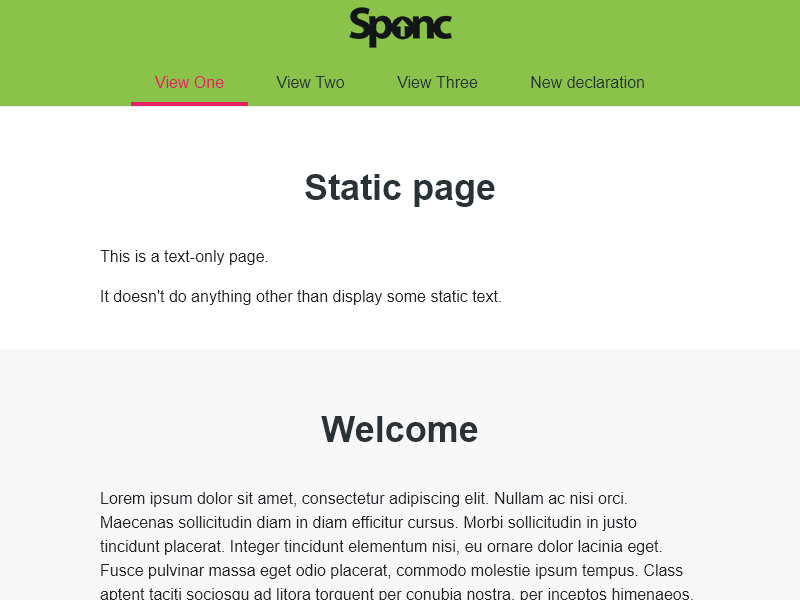 Sponc
View One
View Two
View Three
New declaration
Static page
This is a text-only page.
It doesn't do anything other than display some static text.
Welcome
Lorem ipsum dolor sit amet, consectetur adipiscing elit. Nullam ac nisi orci.
Maecenas sollicitudin diam in diam efficitur cursus. Morbi sollicitudin in justo
tincidunt placerat. Integer tincidunt elementum nisi, eu ornare dolor lacinia eget.
Fusce pulvinar massa eget odio placerat, commodo molestie ipsum tempus. Class
aptent taciti sociosqu ad litora torquent per conubia nostra, per inceptos himenaeos.